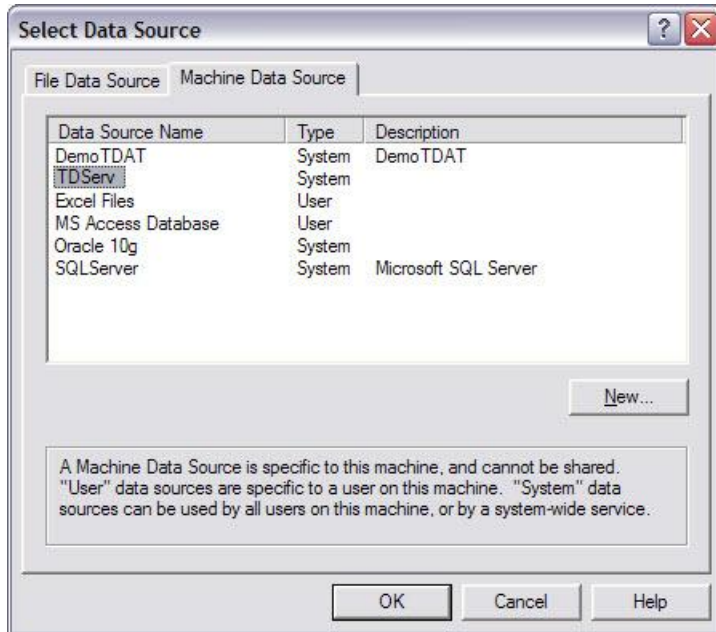 Select Data Source
File Data Source Machine Data Source
Data Source Name Type Description
DemoTDAT System DemoTDAT
TDServ System
Excel Files User
MS Access Database User
Oracle 10g System
SQLServer System Microsoft SQL Server
New...
A Machine Data Source is specific to this machine, and cannot be shared.
"User" data sources are specific to a user on this machine. "System" data
sources can be used by all users on this machine, or by a system-wide service.
OK Cancel Help